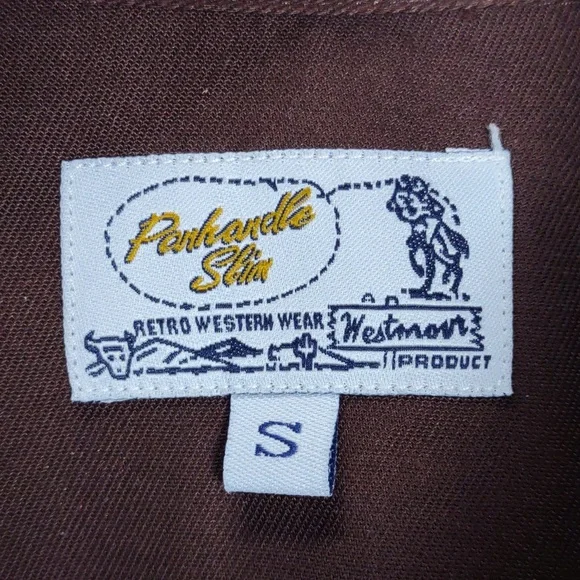 Panhandle
Slim
RETRO WESTERN WEAR
Westmoor
PRODUCT
S